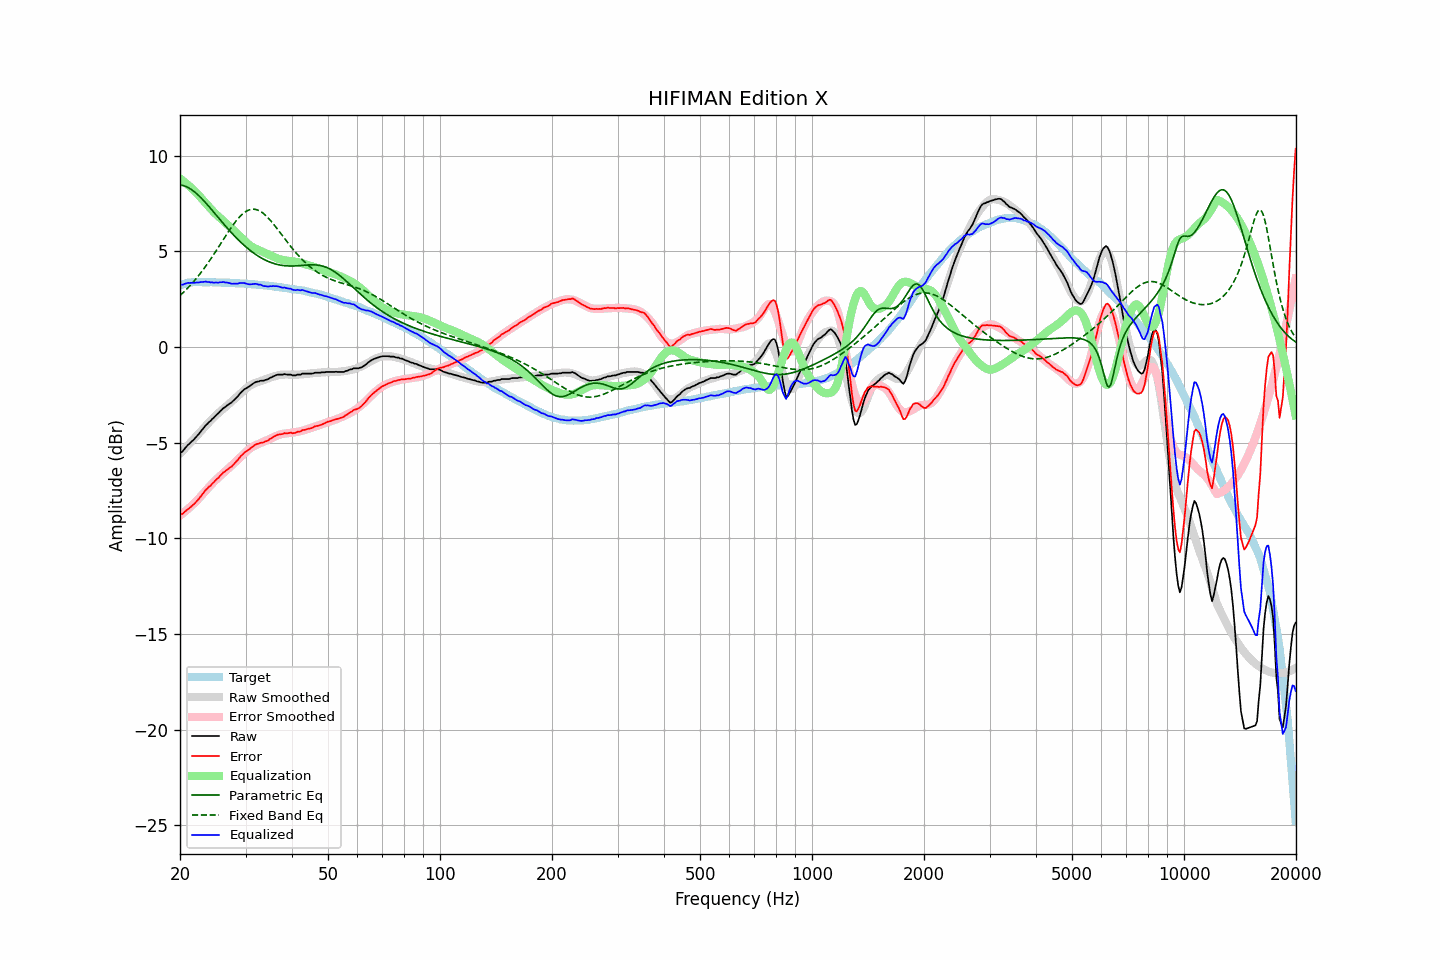 HIFIMAN Edition X
Amplitude (dBr)
10
5
0
−5
−10
−15
−20
−25
Target
Raw Smoothed
Error Smoothed
Raw
Error
Equalization
Parametric Eq
Fixed Band Eq
Equalized
20 50 100 200 500 1000 2000 5000 10000 20000
Frequency (Hz)